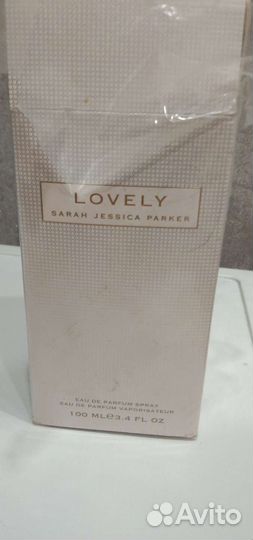 LOVELY
SARAH JESSICA PARKER
EAU DE PARFUM SPRAY
EAU DE PARFUM VAPORISATEUR
100 ML℮3.4 FL OZ
Avito